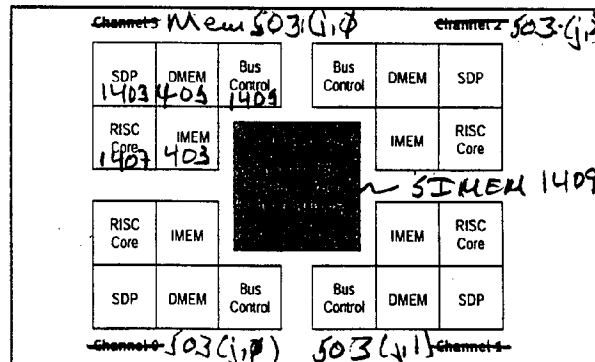 Channel 3 Mem 503(j,0 Channel 2 503(j,
SDP DMEM Bus Control Bus Control DMEM SDP
1403 405 1405
RISC Core IMEM IMEM RISC Core
1407 403
SIMEM 1409
RISC Core IMEM IMEM RISC Core
SDP DMEM Bus Control Bus Control DMEM SDP
Channel 0 503(j,0) 503(j,1) Channel 1